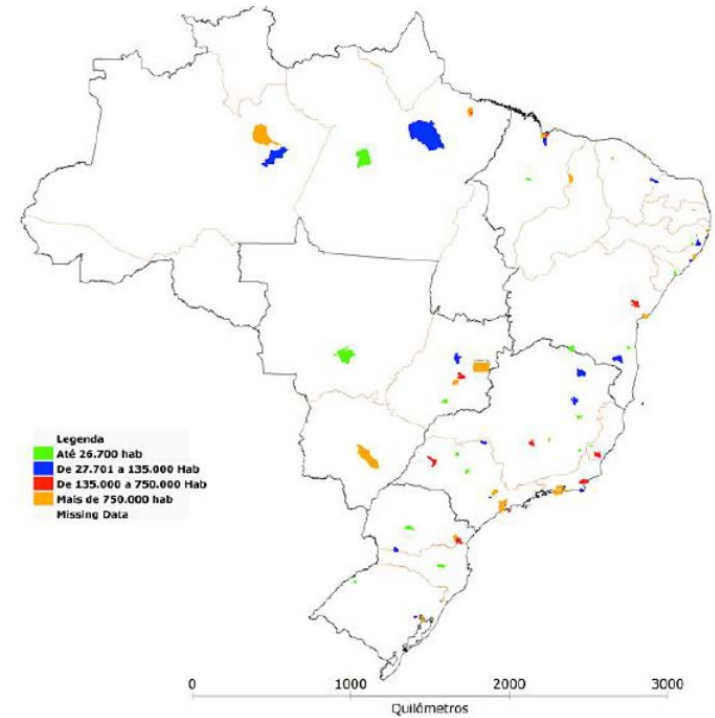 Legenda
Até 26.700 hab
De 27.701 a 135.000 Hab
De 135.000 a 750.000 Hab
Mais de 750.000 hab
Missing Data
0 1000 2000 3000
Quilômetros